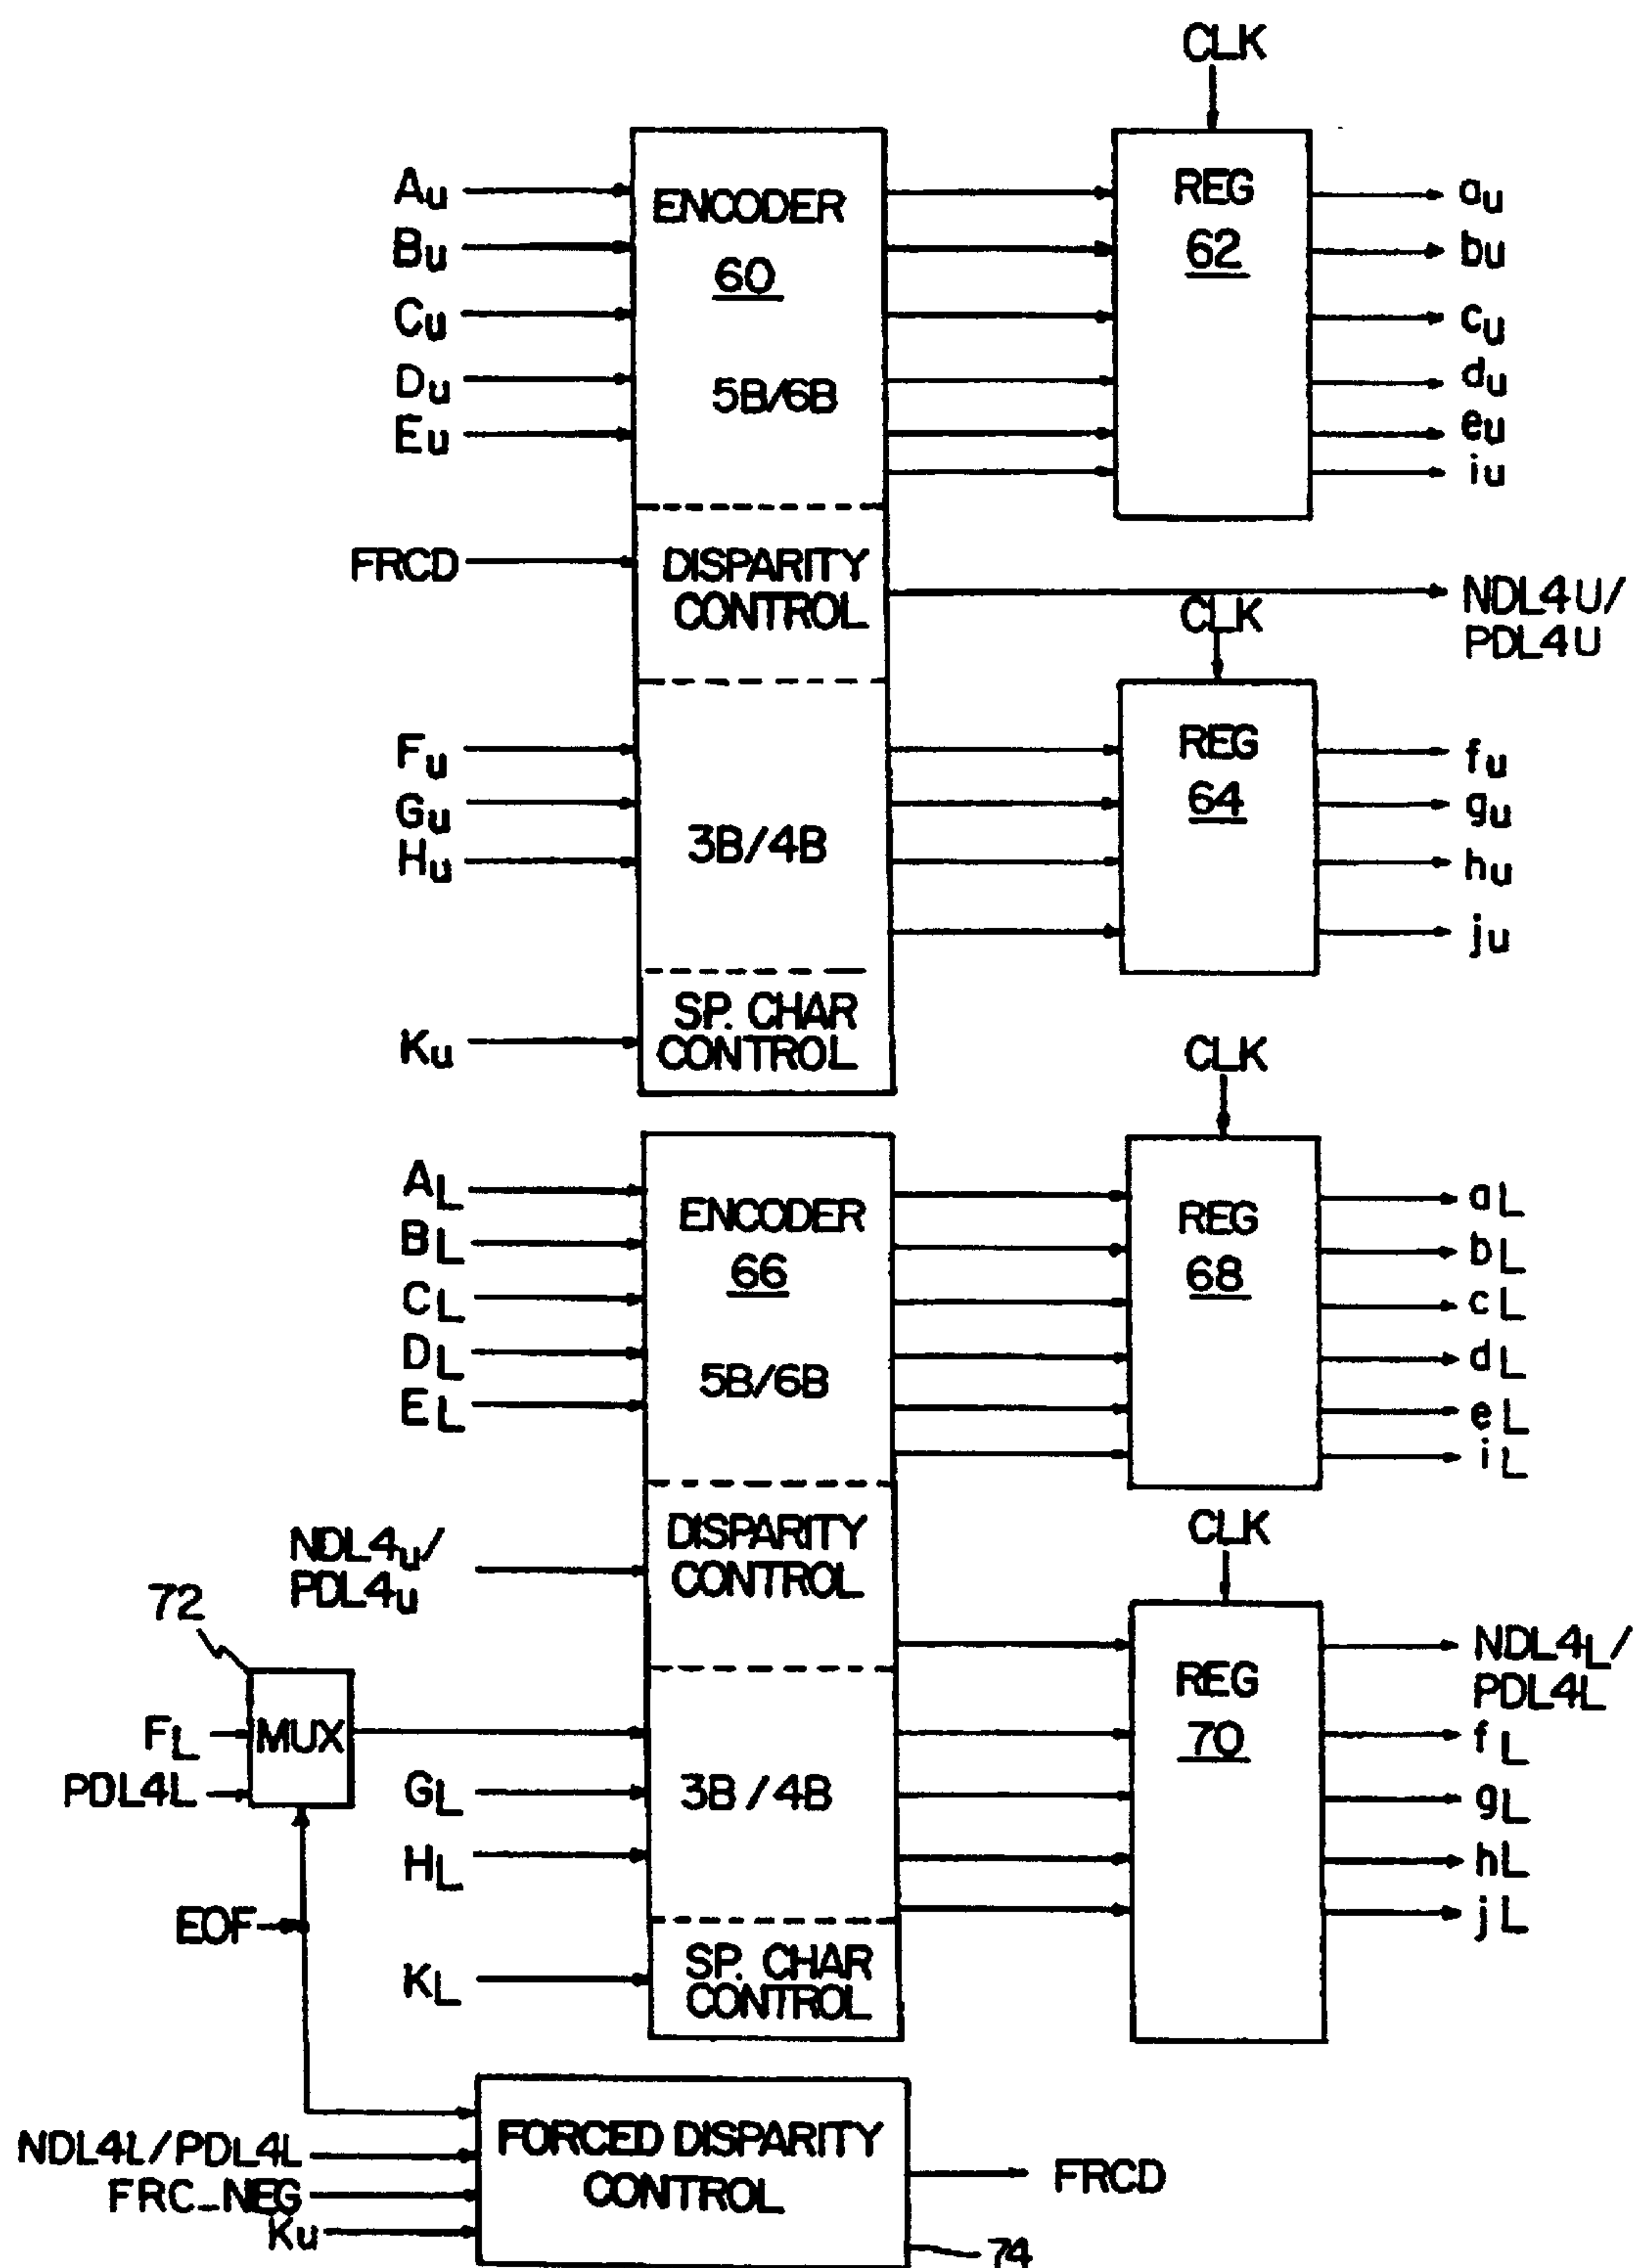 CLK
Au
Bu
Cu
Du
Eu
ENCODER
60
5B/6B
REG
62
au
bu
cu
du
eu
iu
FRCD
DISPARITY
CONTROL
NDL4U/
PDL4U
CLK
Fu
Gu
Hu
3B/4B
REG
64
fu
gu
hu
ju
Ku
SP. CHAR
CONTROL
CLK
AL
BL
CL
DL
EL
ENCODER
66
5B/6B
REG
68
aL
bL
cL
dL
eL
iL
NDL4u/
PDL4u
DISPARITY
CONTROL
CLK
72
MUX
FL
PDL4L
GL
HL
3B/4B
REG
70
NDL4L/
PDL4L
fL
gL
hL
jL
EOF
KL
SP. CHAR
CONTROL
NDL4L/PDL4L
FRC_NEG
Ku
FORCED DISPARITY
CONTROL
FRCD
74